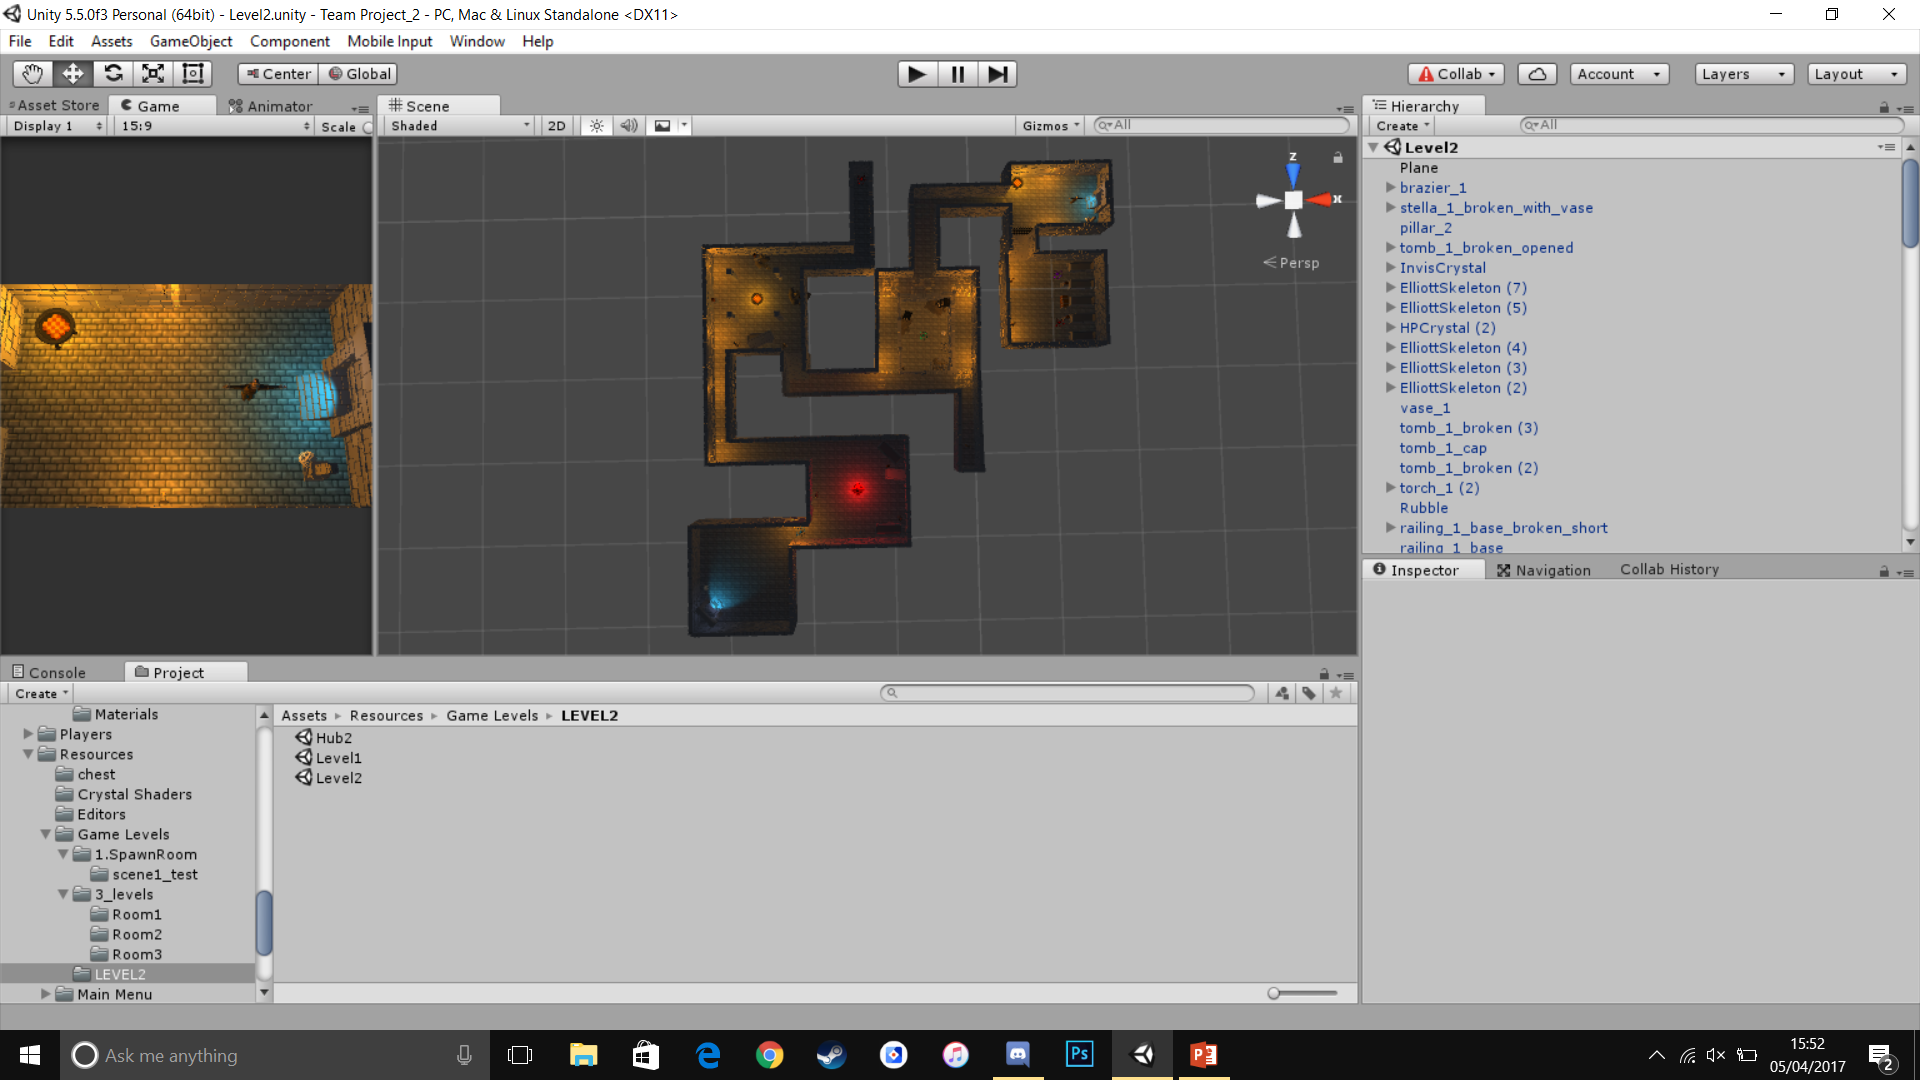 Unity 5.5.0f3 Personal (64bit) - Level2.unity - Team Project_2 - PC, Mac & Linux Standalone <DX11>
File Edit Assets GameObject Component Mobile Input Window Help
Center Global Collab Account Layers Layout
Asset Store Game Animator Scene Hierarchy
Display 1 15:9 Scale Shaded 2D Gizmos All Create All
Level2
Plane
brazier_1
stella_1_broken_with_vase
pillar_2
tomb_1_broken_opened
InvisCrystal
ElliottSkeleton (7)
ElliottSkeleton (5)
HPCrystal (2)
ElliottSkeleton (4)
ElliottSkeleton (3)
ElliottSkeleton (2)
vase_1
tomb_1_broken (3)
tomb_1_cap
tomb_1_broken (2)
torch_1 (2)
Rubble
railing_1_base_broken_short
railing_1_base
z
x
Persp
Inspector Navigation Collab History
Console Project
Create
Materials
Players
Resources
chest
Crystal Shaders
Editors
Game Levels
1.SpawnRoom
scene1_test
3_levels
Room1
Room2
Room3
LEVEL2
Main Menu
Assets Resources Game Levels LEVEL2
Hub2
Level1
Level2
Ask me anything
Ps
P
15:52
05/04/2017
2